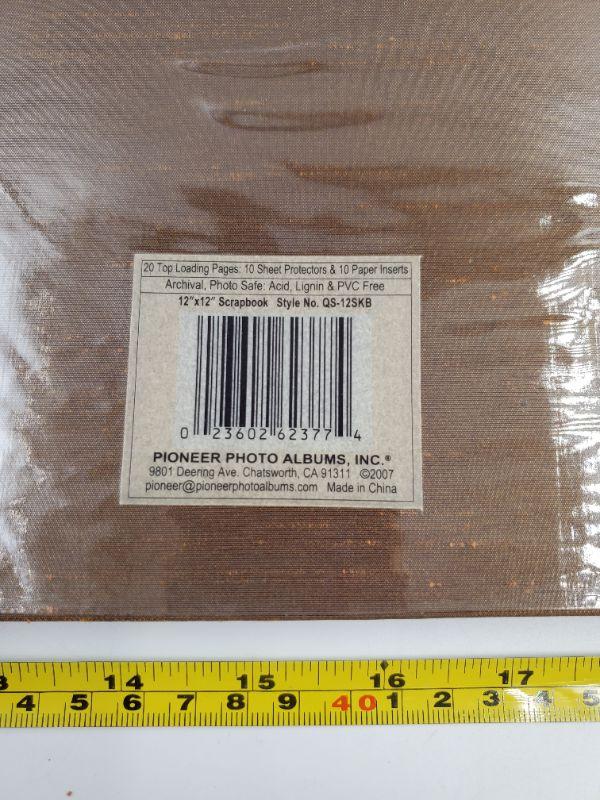 20 Top Loading Pages: 10 Sheet Protectors & 10 Paper Inserts
Archival, Photo Safe: Acid, Lignin & PVC Free
12"x12" Scrapbook Style No. QS-12SKB
0 23602 62377 4
PIONEER PHOTO ALBUMS, INC.®
9801 Deering Ave. Chatsworth, CA 91311 ©2007
pioneer@pioneerphotoalbums.com Made in China
3 14 15 16 17
4 5 6 7 8 9 40 1 2 3 4 5